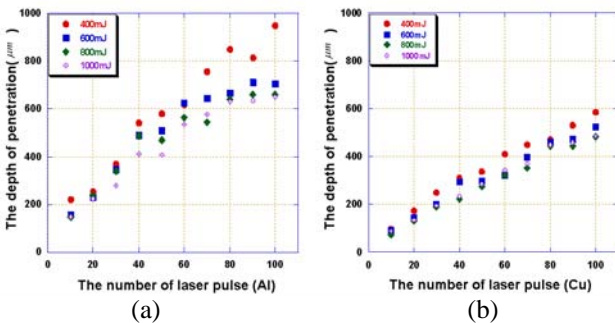 (a)
1000
800
600
400
200
0
The depth of penetration( μm )
400mJ
600mJ
800mJ
1000mJ
0 20 40 60 80 100
The number of laser pulse (Al)
(a)
(b)
1000
800
600
400
200
0
The depth of penetration( μm )
400mJ
600mJ
800mJ
1000mJ
0 20 40 60 80 100
The number of laser pulse (Cu)
(b)